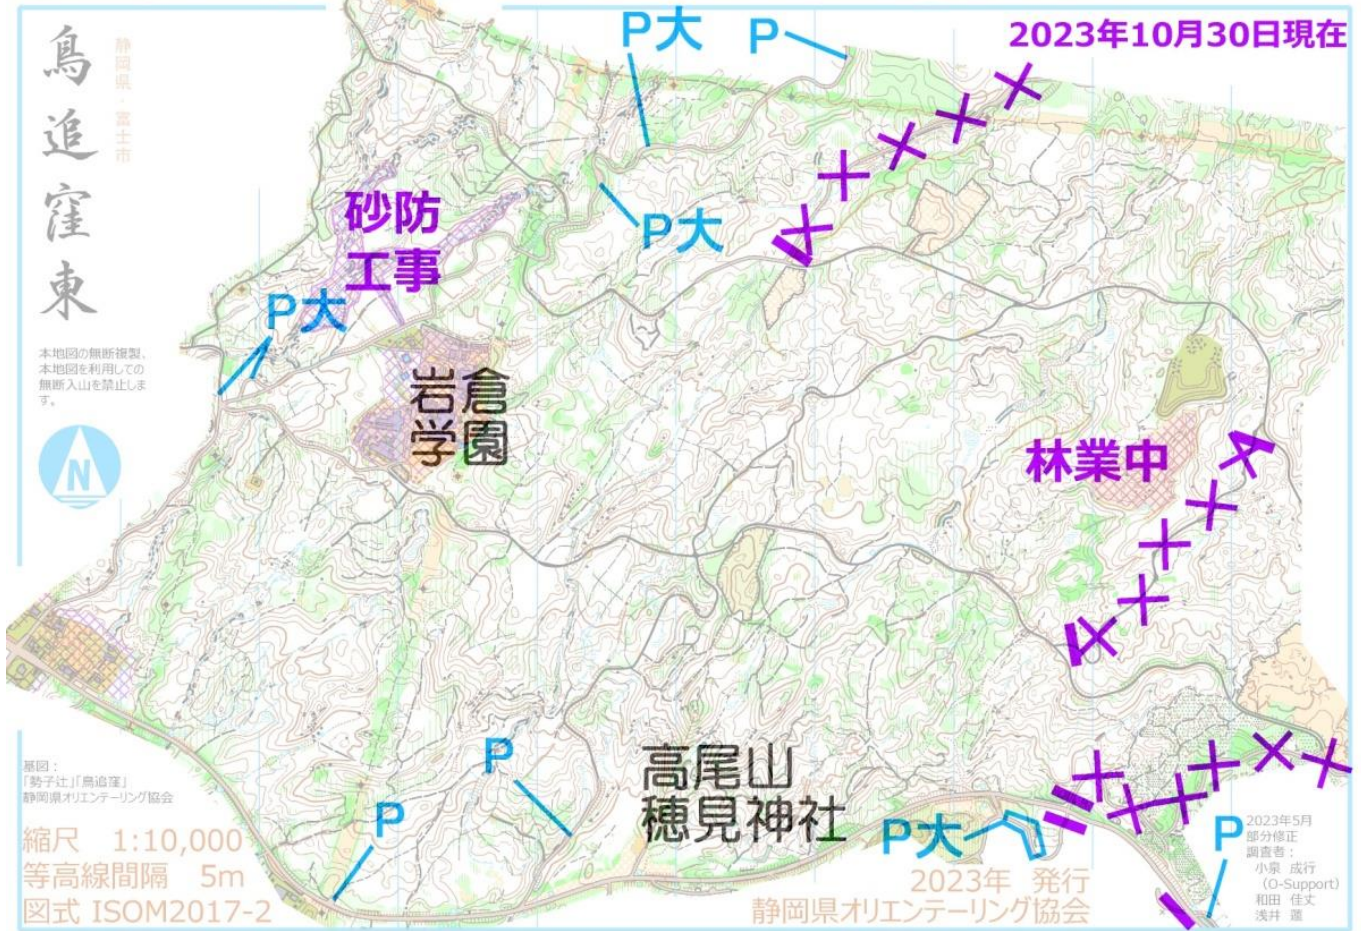 P大
P
2023年10月30日現在
鳥追窪東
静岡県・富士市
砂防
工事
P大
P大
本地図の無断複製、
本地図を利用しての
無断入山を禁止しま
す。
N
岩倉
学園
林業中
基図：
「勢子辻」「鳥追窪」
静岡県オリエンテーリング協会
縮尺 1:10,000
等高線間隔 5m
図式 ISOM2017-2
P
P
高尾山
穂見神社
P大
P
2023年 発行
静岡県オリエンテーリング協会
2023年5月
部分修正
調査者：
小泉 成行
（O-Support）
和田 佳丈
浅井 蓮